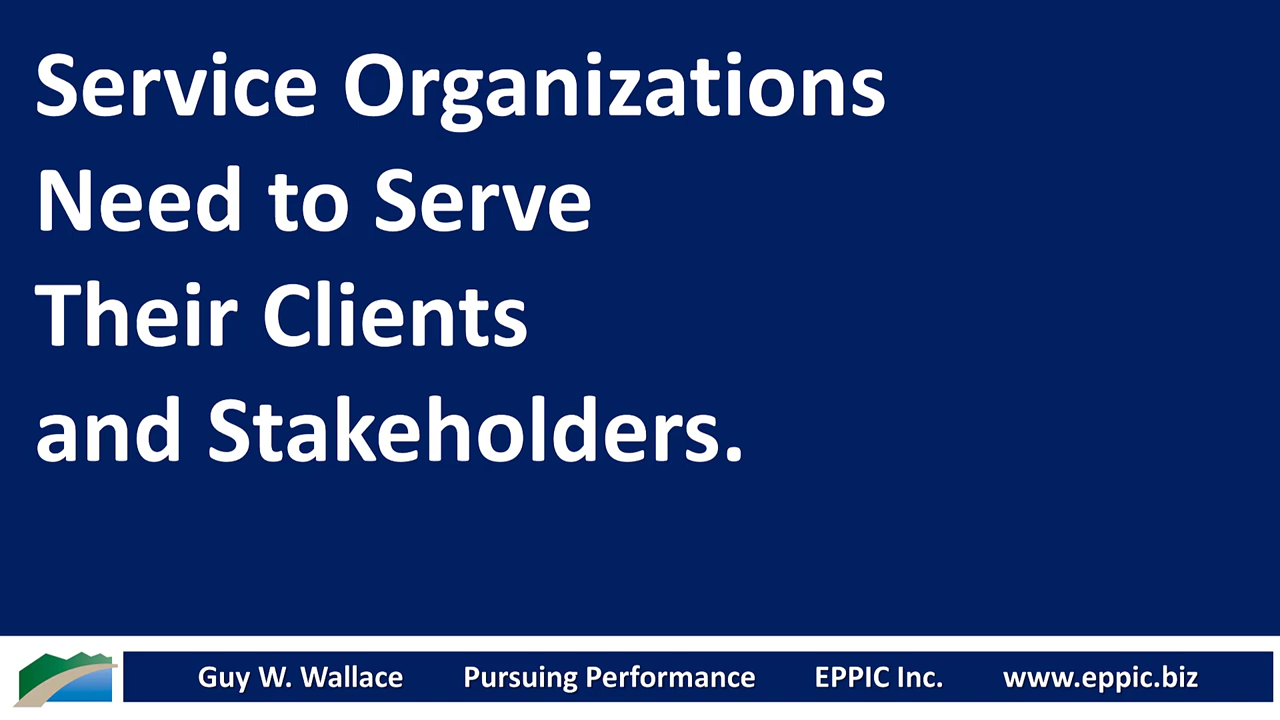 Service Organizations
Need to Serve
Their Clients
and Stakeholders.
Guy W. Wallace Pursuing Performance EPPIC Inc. www.eppic.biz